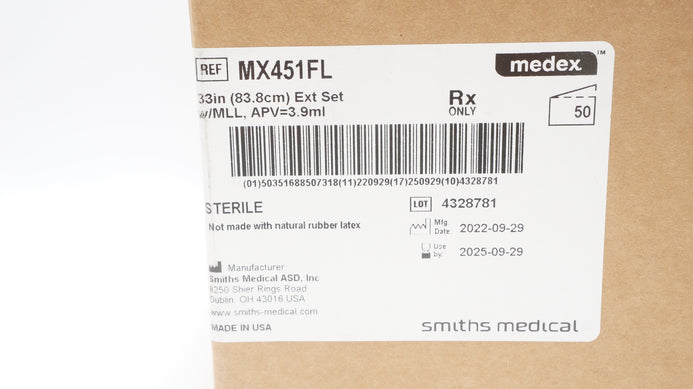 REF MX451FL
medex™
33in (83.8cm) Ext Set
w/MLL, APV=3.9ml
Rx
ONLY
50
(01)50351688507318(11)220929(17)250929(10)4328781
STERILE
LOT 4328781
Not made with natural rubber latex
Mfg.
Date: 2022-09-29
Use
by: 2025-09-29
Manufacturer
Smiths Medical ASD, Inc
6250 Shier Rings Road
Dublin, OH 43016 USA
www.smiths-medical.com
MADE IN USA
smiths medical